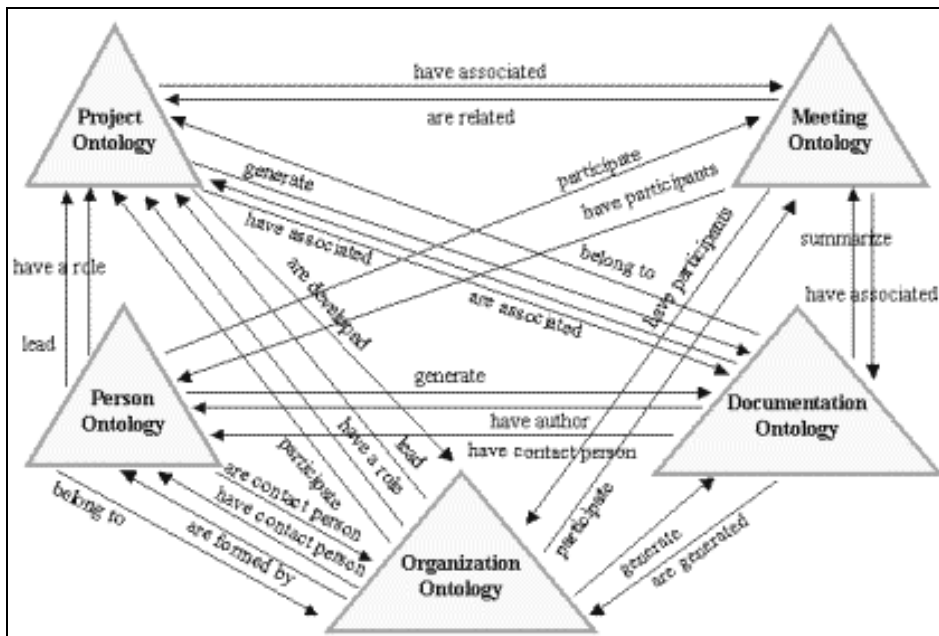 have associated
are related
Project
Ontology
Meeting
Ontology
generate
participate
have participants
have associated
belong to
have participants
summarize
have a role
are developad
are associated
have associated
lead
generate
Person
Ontology
Documentation
Ontology
have author
have contact person
lead
have a role
participate
are contact person
have contact person
belong to
are formed by
participate
Organization
Ontology
generate
are generated